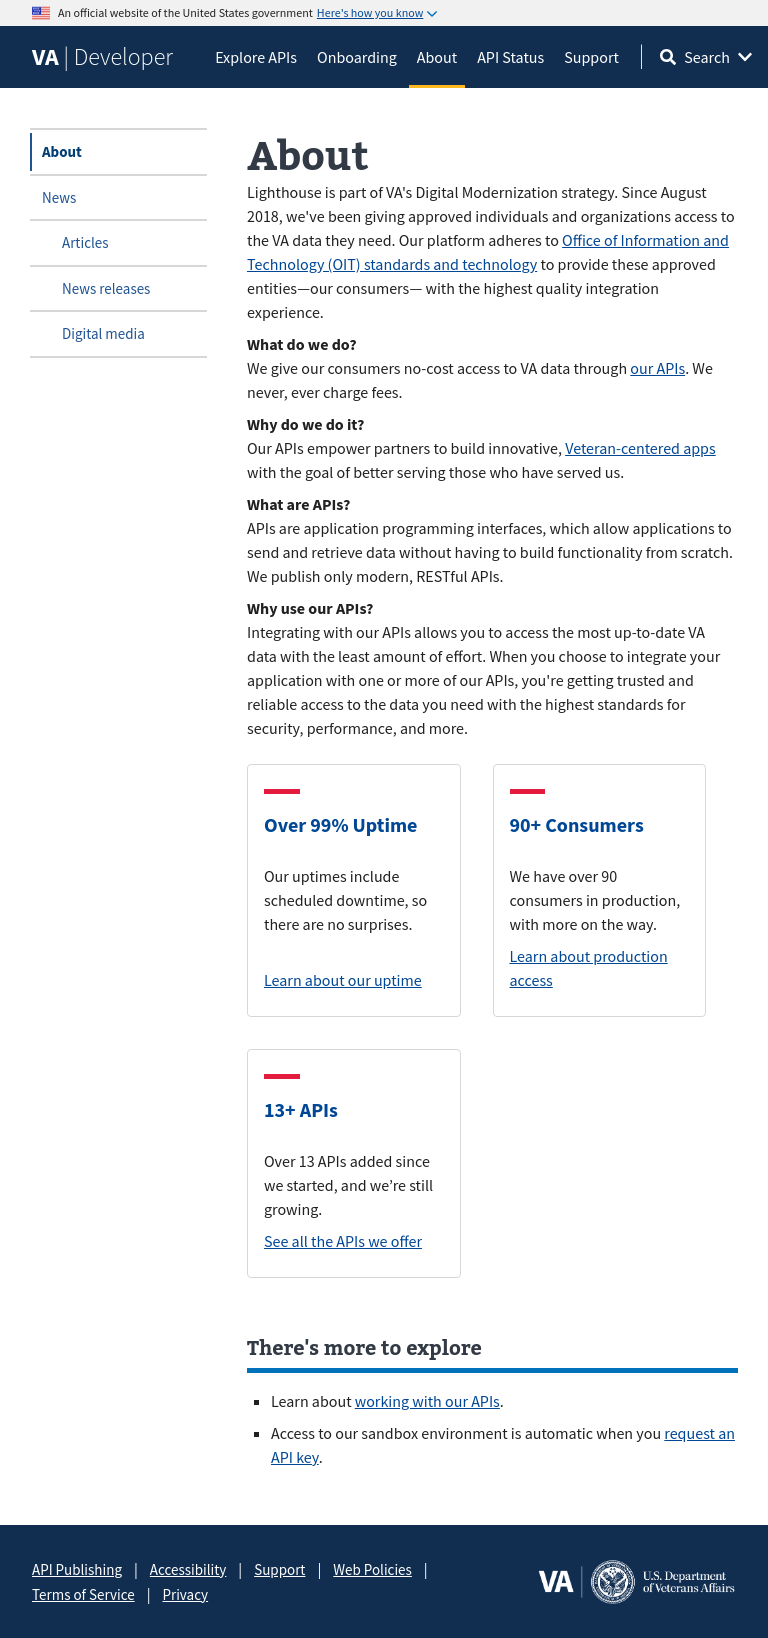 An official website of the United States government Here's how you know
VA | Developer
Explore APIs Onboarding About API Status Support Search
About
News
Articles
News releases
Digital media
About
Lighthouse is part of VA's Digital Modernization strategy. Since August
2018, we've been giving approved individuals and organizations access to
the VA data they need. Our platform adheres to Office of Information and
Technology (OIT) standards and technology to provide these approved
entities—our consumers— with the highest quality integration
experience.
What do we do?
We give our consumers no-cost access to VA data through our APIs. We
never, ever charge fees.
Why do we do it?
Our APIs empower partners to build innovative, Veteran-centered apps
with the goal of better serving those who have served us.
What are APIs?
APIs are application programming interfaces, which allow applications to
send and retrieve data without having to build functionality from scratch.
We publish only modern, RESTful APIs.
Why use our APIs?
Integrating with our APIs allows you to access the most up-to-date VA
data with the least amount of effort. When you choose to integrate your
application with one or more of our APIs, you're getting trusted and
reliable access to the data you need with the highest standards for
security, performance, and more.
Over 99% Uptime
Our uptimes include
scheduled downtime, so
there are no surprises.
Learn about our uptime
90+ Consumers
We have over 90
consumers in production,
with more on the way.
Learn about production
access
13+ APIs
Over 13 APIs added since
we started, and we’re still
growing.
See all the APIs we offer
There's more to explore
Learn about working with our APIs.
Access to our sandbox environment is automatic when you request an
API key.
API Publishing | Accessibility | Support | Web Policies |
Terms of Service | Privacy
VA
U.S. Department
of Veterans Affairs